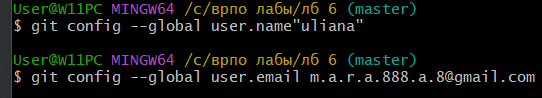 User@W11PC MINGW64 /c/врпо лабы/лб 6 (master)
$ git config --global user.name"uliana"
User@W11PC MINGW64 /c/врпо лабы/лб 6 (master)
$ git config --global user.email m.a.r.a.888.a.8@gmail.com